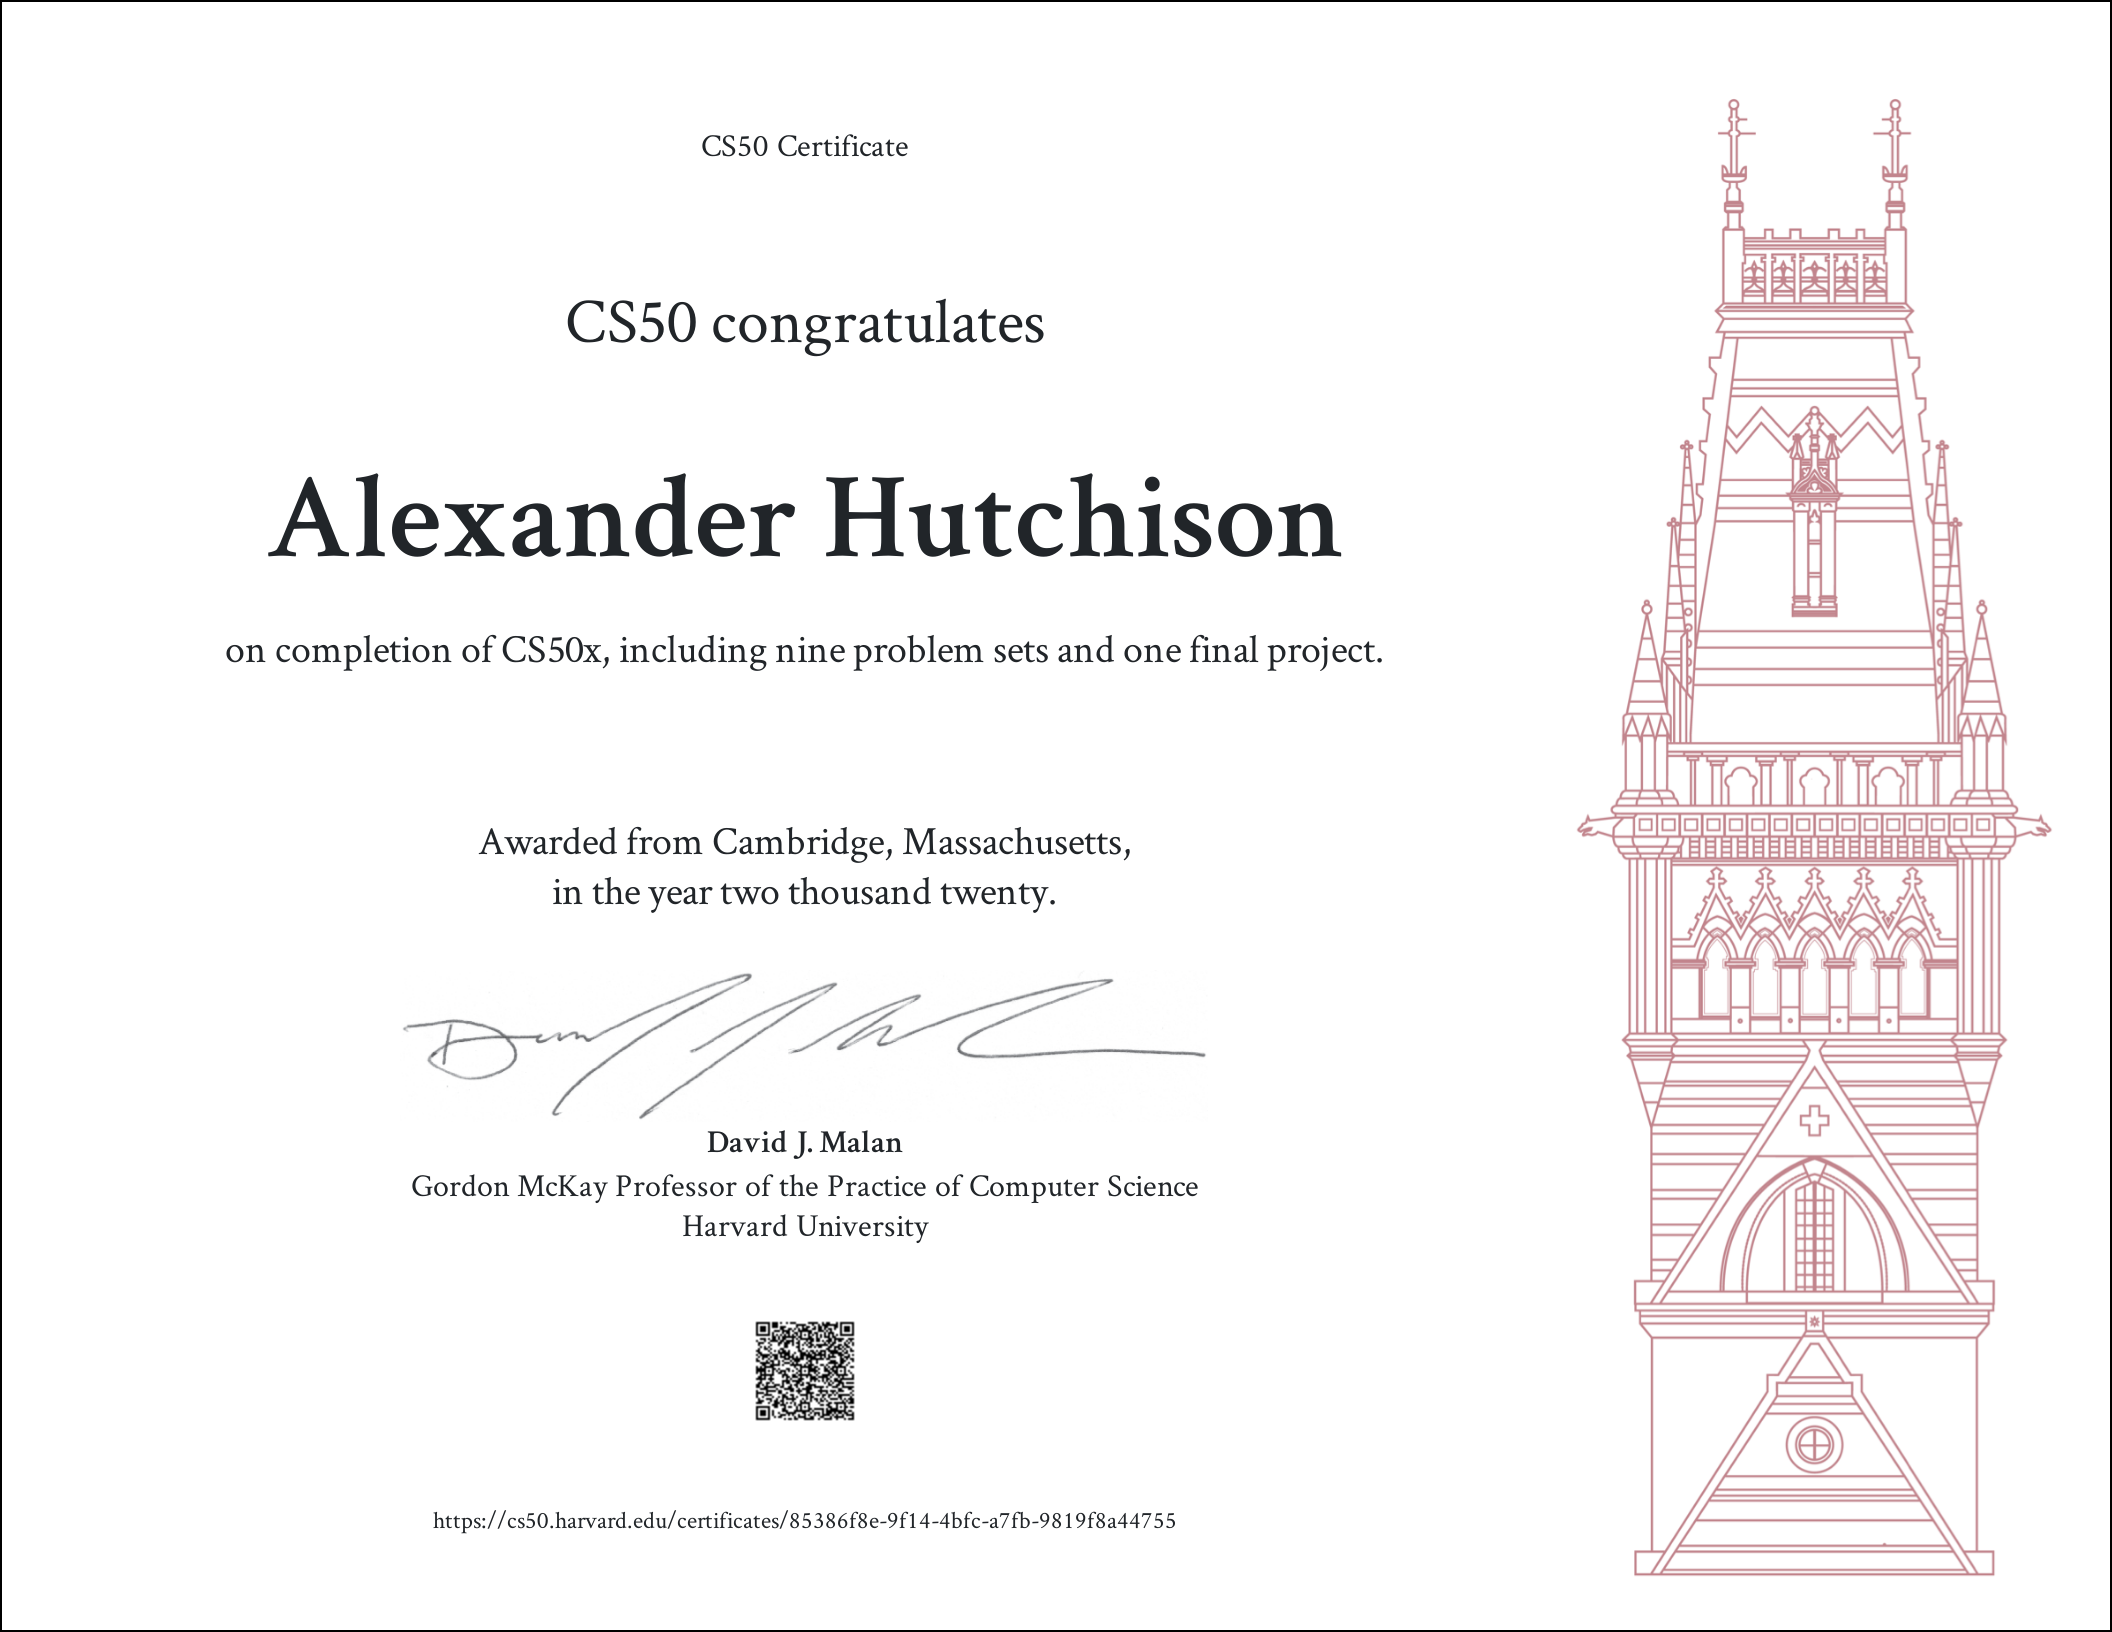 CS50 Certificate
CS50 congratulates
Alexander Hutchison
on completion of CS50x, including nine problem sets and one final project.
Awarded from Cambridge, Massachusetts,
in the year two thousand twenty.
David J. Malan
Gordon McKay Professor of the Practice of Computer Science
Harvard University
https://cs50.harvard.edu/certificates/85386f8e-9f14-4bfc-a7fb-9819f8a44755